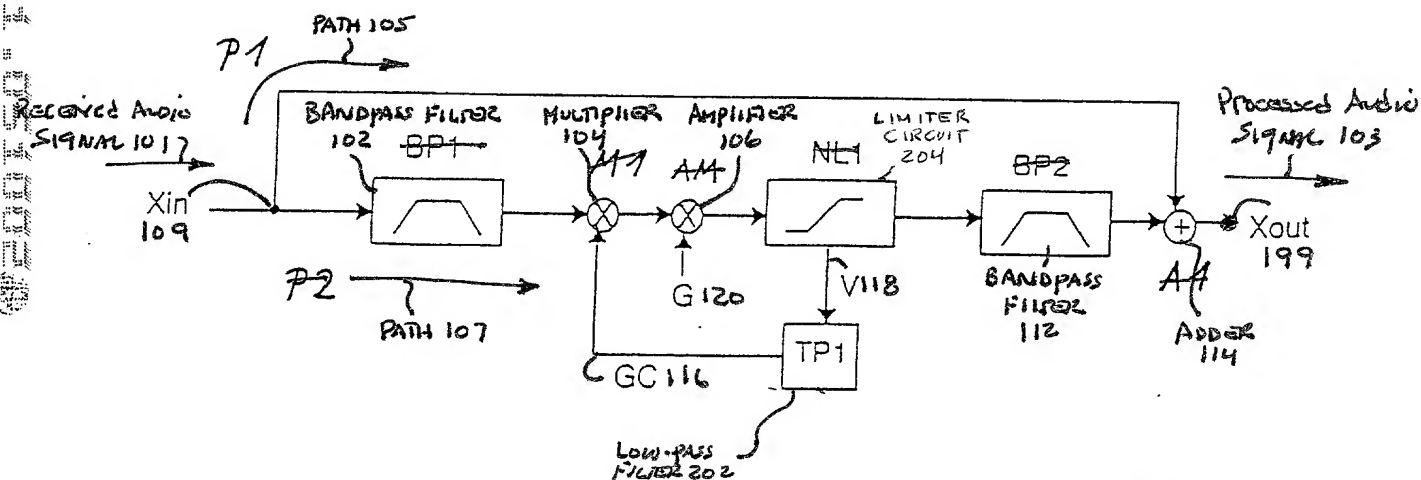 PATH 105
P1
Received Audio
SIGNAL 101
BANDPASS FILTER
102
BP1
MULTIPLIER
104
M1
AMPLIFIER
106
AM
LIMITER
CIRCUIT
204
NL1
BP2
Processed Audio
SIGNAL 103
Xin
109
P2
PATH 107
G 120
V118
BANDPASS
FILTER
112
+
A1
ADDER
114
Xout
199
TP1
GC 116
LOW-PASS
FILTER 202